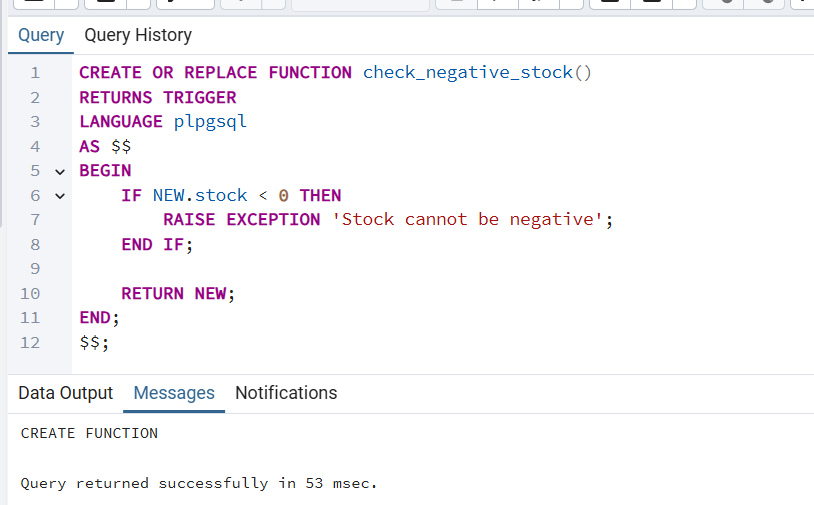 Query Query History
1 CREATE OR REPLACE FUNCTION check_negative_stock()
2 RETURNS TRIGGER
3 LANGUAGE plpgsql
4 AS $$
5 BEGIN
6     IF NEW.stock < 0 THEN
7         RAISE EXCEPTION 'Stock cannot be negative';
8     END IF;
9
10     RETURN NEW;
11 END;
12 $$;
Data Output Messages Notifications
CREATE FUNCTION
Query returned successfully in 53 msec.